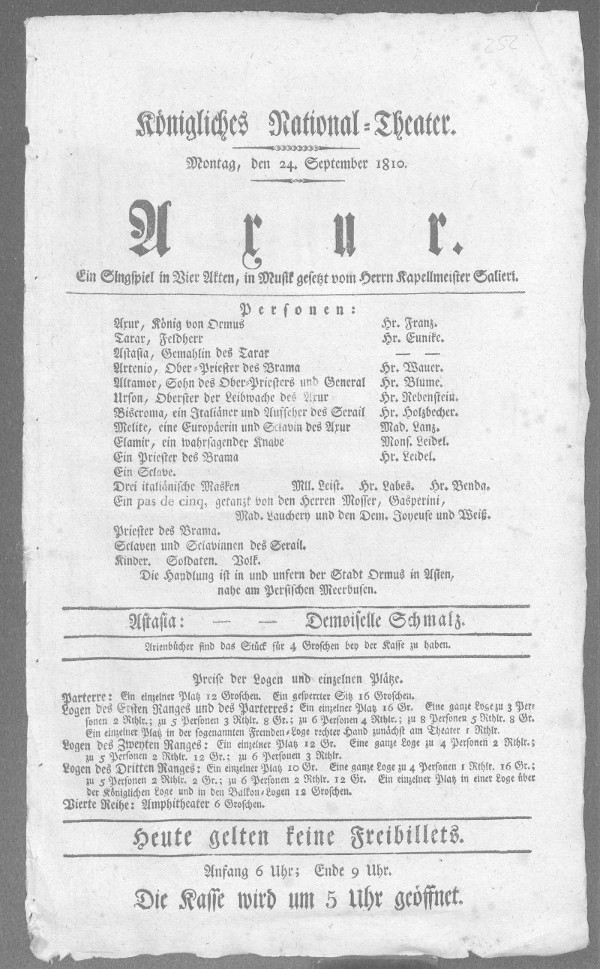 252
Königliches National-Theater.
Montag, den 24. September 1810.
Axur.
Ein Singspiel in Vier Akten, in Musik gesetzt vom Herrn Kapellmeister Salieri.
Personen:
Axur, König von Ormus Hr. Franz.
Tarar, Feldherr Hr. Eunike.
Astasia, Gemahlin des Tarar — —
Artenio, Ober-Priester des Brama Hr. Wauer.
Altamor, Sohn des Ober-Priesters und General Hr. Blume.
Urson, Oberster der Leibwache des Axur Hr. Rebenstein.
Biscroma, ein Italiäner und Aufseher des Serail Hr. Holzbecher.
Melite, eine Europäerin und Sclavin des Axur Mad. Lanz.
Elamir, ein wahrsagender Knabe Mons. Leidel.
Ein Priester des Brama Hr. Leidel.
Ein Sclave.
Drei italiänische Masken Mll. Leist. Hr. Labes. Hr. Benda.
Ein pas de cinq, getanzt von den Herren Mosser, Gasperini,
Mad. Lauchery und den Dem. Joyeuse und Weiß.
Priester des Brama.
Sclaven und Sclavinnen des Serail.
Kinder. Soldaten. Volk.
Die Handlung ist in und unfern der Stadt Ormus in Asien,
nahe am Persischen Meerbusen.
Astasia: — — Demoiselle Schmalz.
Arienbücher sind das Stück für 4 Groschen bey der Kasse zu haben.
Preise der Logen und einzelnen Plätze.
Parterre: Ein einzelner Platz 12 Groschen. Ein gesperrter Sitz 16 Groschen.
Logen des Ersten Ranges und des Parterres: Ein einzelner Platz 16 Gr. Eine ganze Loge zu 3 Per-
sonen 2 Rthlr.; zu 5 Personen 3 Rthlr. 8 Gr.; zu 6 Personen 4 Rthlr.; zu 8 Personen 5 Rthlr. 8 Gr.
Ein einzelner Platz in der sogenannten Fremden-Loge rechter Hand zunächst am Theater 1 Rthlr.
Logen des Zweyten Ranges: Ein einzelner Platz 12 Gr. Eine ganze Loge zu 4 Personen 2 Rthlr.;
zu 5 Personen 2 Rthlr. 12 Gr.; zu 6 Personen 3 Rthlr.
Logen des Dritten Ranges: Ein einzelner Platz 10 Gr. Eine ganze Loge zu 4 Personen 1 Rthlr. 16 Gr.;
zu 5 Personen 2 Rthlr. 2 Gr.; zu 6 Personen 2 Rthlr. 12 Gr. Ein einzelner Platz in einer Loge über
der Königlichen Loge und in den Balkon-Logen 12 Groschen.
Vierte Reihe: Amphitheater 6 Groschen.
Heute gelten keine Freibillets.
Anfang 6 Uhr; Ende 9 Uhr.
Die Kasse wird um 5 Uhr geöffnet.